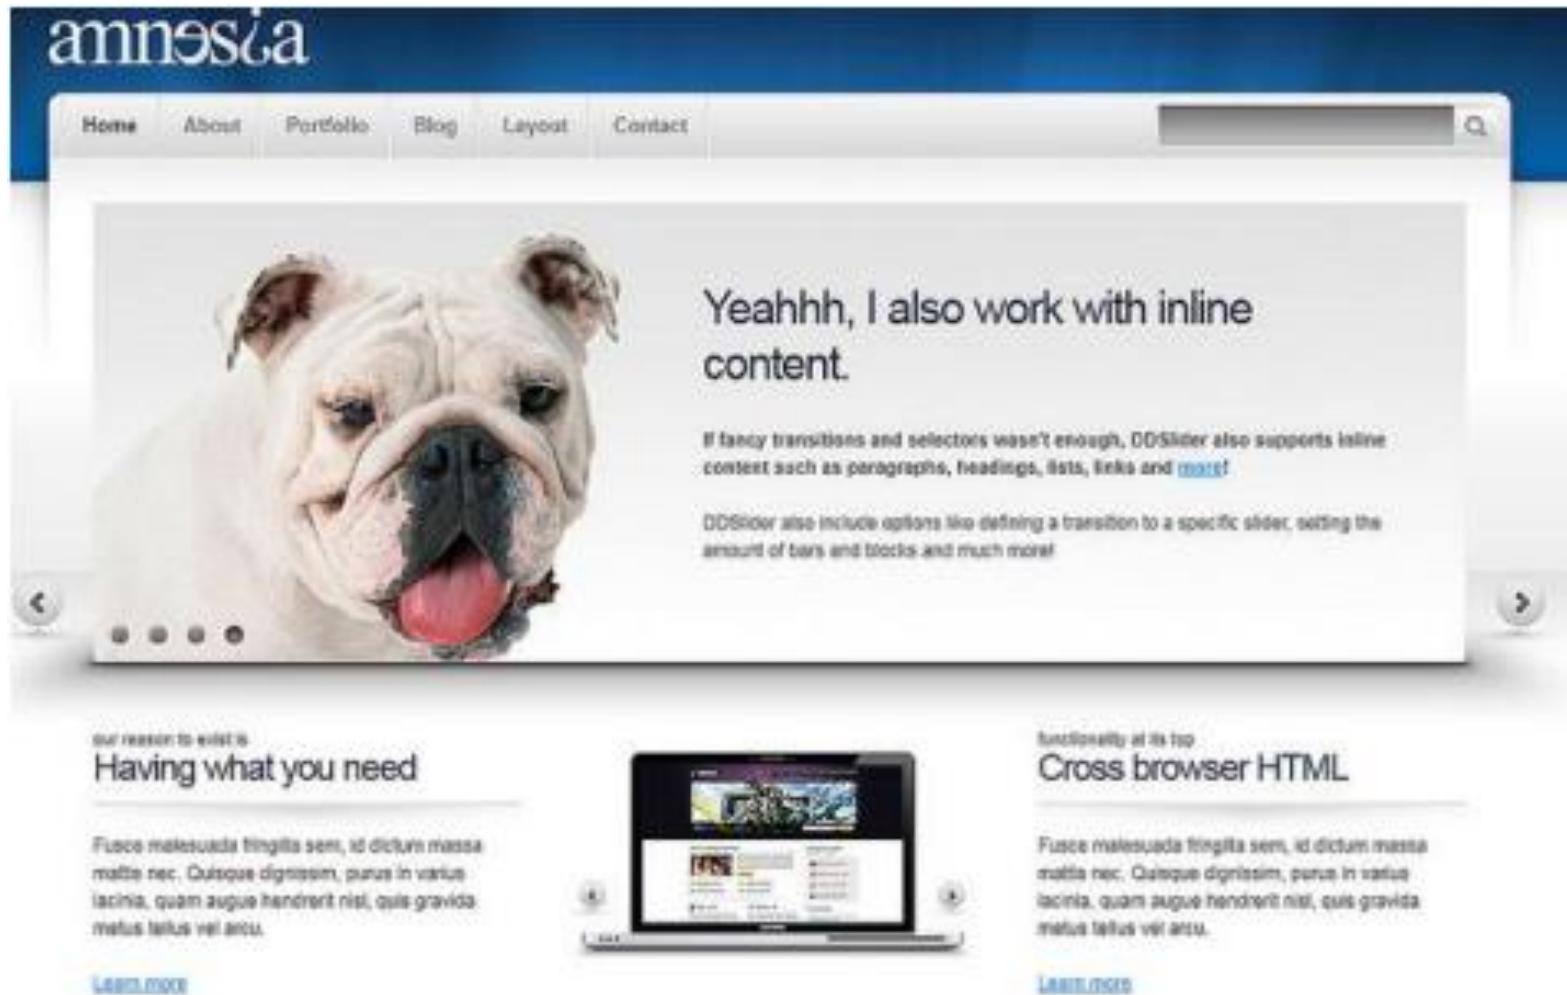 amnesia
Home About Portfolio Blog Layout Contact
Yeahhh, I also work with inline
content.
If fancy transitions and selectors wasn't enough, DDSlider also supports inline
content such as paragraphs, headings, lists, links and more!
DDSlider also include options like defining a transition to a specific slider, setting the
amount of bars and blocks and much more!
our reason to exist is
Having what you need
Fusce malesuada fringilla sem, id dictum massa
mattis nec. Quisque dignissim, purus in varius
lacinia, quam augue hendrerit nisl, quis gravida
metus tellus vel arcu.
Learn more
functionality at its top
Cross browser HTML
Fusce malesuada fringilla sem, id dictum massa
mattis nec. Quisque dignissim, purus in varius
lacinia, quam augue hendrerit nisl, quis gravida
metus tellus vel arcu.
Learn more